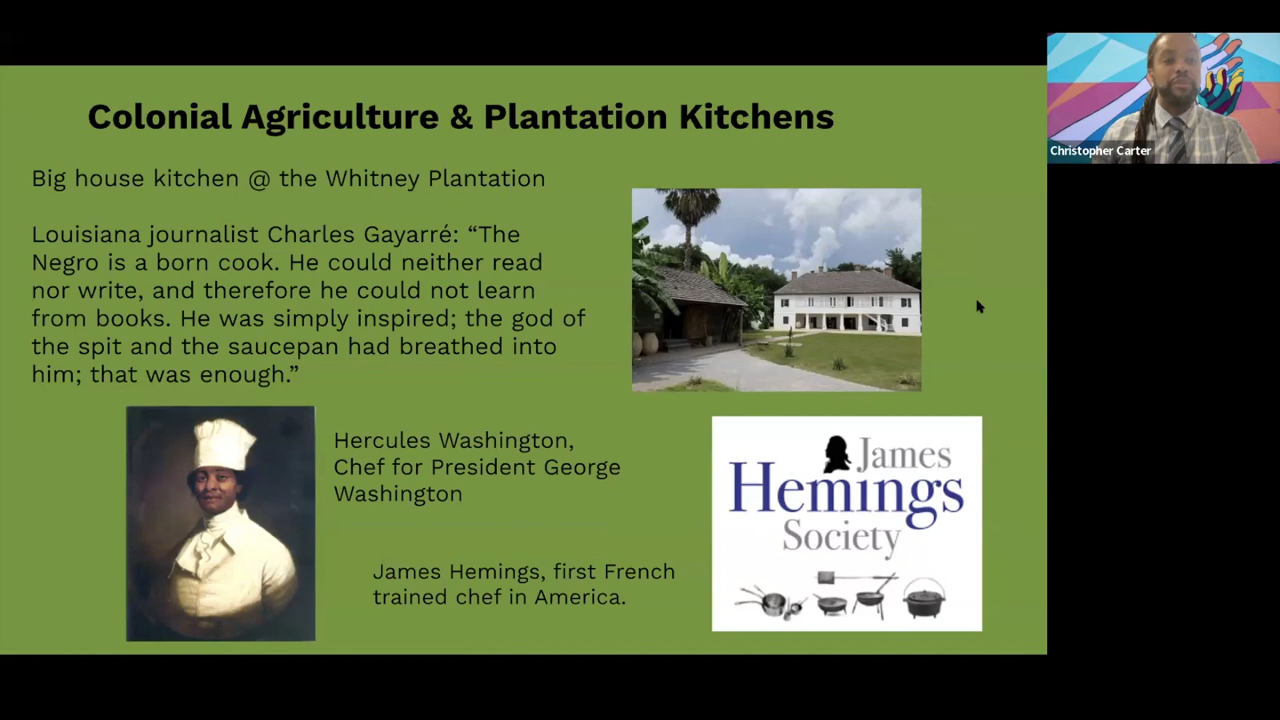 Colonial Agriculture & Plantation Kitchens
Big house kitchen @ the Whitney Plantation
Louisiana journalist Charles Gayarré: “The
Negro is a born cook. He could neither read
nor write, and therefore he could not learn
from books. He was simply inspired; the god of
the spit and the saucepan had breathed into
him; that was enough.”
Hercules Washington,
Chef for President George
Washington
James Hemings, first French
trained chef in America.
James
Hemings
Society
Christopher Carter